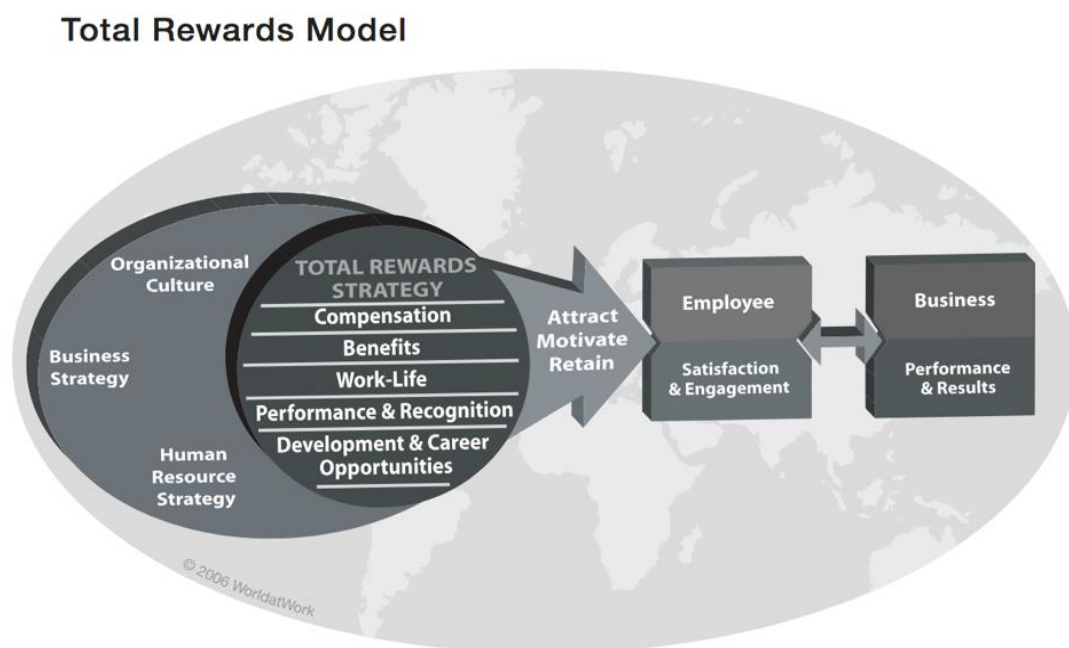 Total Rewards Model
Organizational
Culture
Business
Strategy
Human
Resource
Strategy
TOTAL REWARDS
STRATEGY
Compensation
Benefits
Work-Life
Performance & Recognition
Development & Career
Opportunities
Attract
Motivate
Retain
Employee
Satisfaction
& Engagement
Business
Performance
& Results
© 2006 WorldatWork